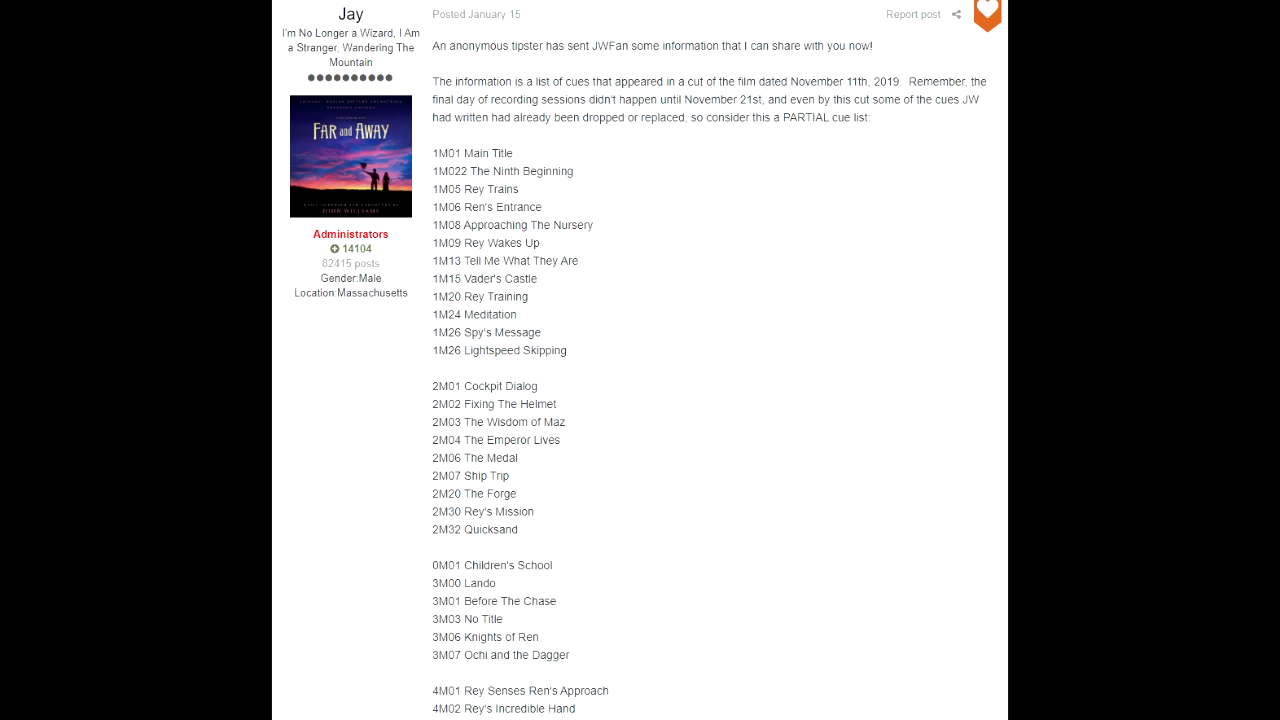 Jay
I'm No Longer a Wizard, I Am
a Stranger, Wandering The
Mountain
FAR and AWAY
JOHN WILLIAMS
Administrators
14104
82415 posts
Gender:Male
Location:Massachusetts
Posted January 15
Report post
An anonymous tipster has sent JWFan some information that I can share with you now!
The information is a list of cues that appeared in a cut of the film dated November 11th, 2019.  Remember, the
final day of recording sessions didn't happen until November 21st, and even by this cut some of the cues JW
had written had already been dropped or replaced, so consider this a PARTIAL cue list:
1M01 Main Title
1M022 The Ninth Beginning
1M05 Rey Trains
1M06 Ren's Entrance
1M08 Approaching The Nursery
1M09 Rey Wakes Up
1M13 Tell Me What They Are
1M15 Vader's Castle
1M20 Rey Training
1M24 Meditation
1M26 Spy's Message
1M26 Lightspeed Skipping
2M01 Cockpit Dialog
2M02 Fixing The Helmet
2M03 The Wisdom of Maz
2M04 The Emperor Lives
2M06 The Medal
2M07 Ship Trip
2M20 The Forge
2M30 Rey's Mission
2M32 Quicksand
0M01 Children's School
3M00 Lando
3M01 Before The Chase
3M03 No Title
3M06 Knights of Ren
3M07 Ochi and the Dagger
4M01 Rey Senses Ren's Approach
4M02 Rey's Incredible Hand